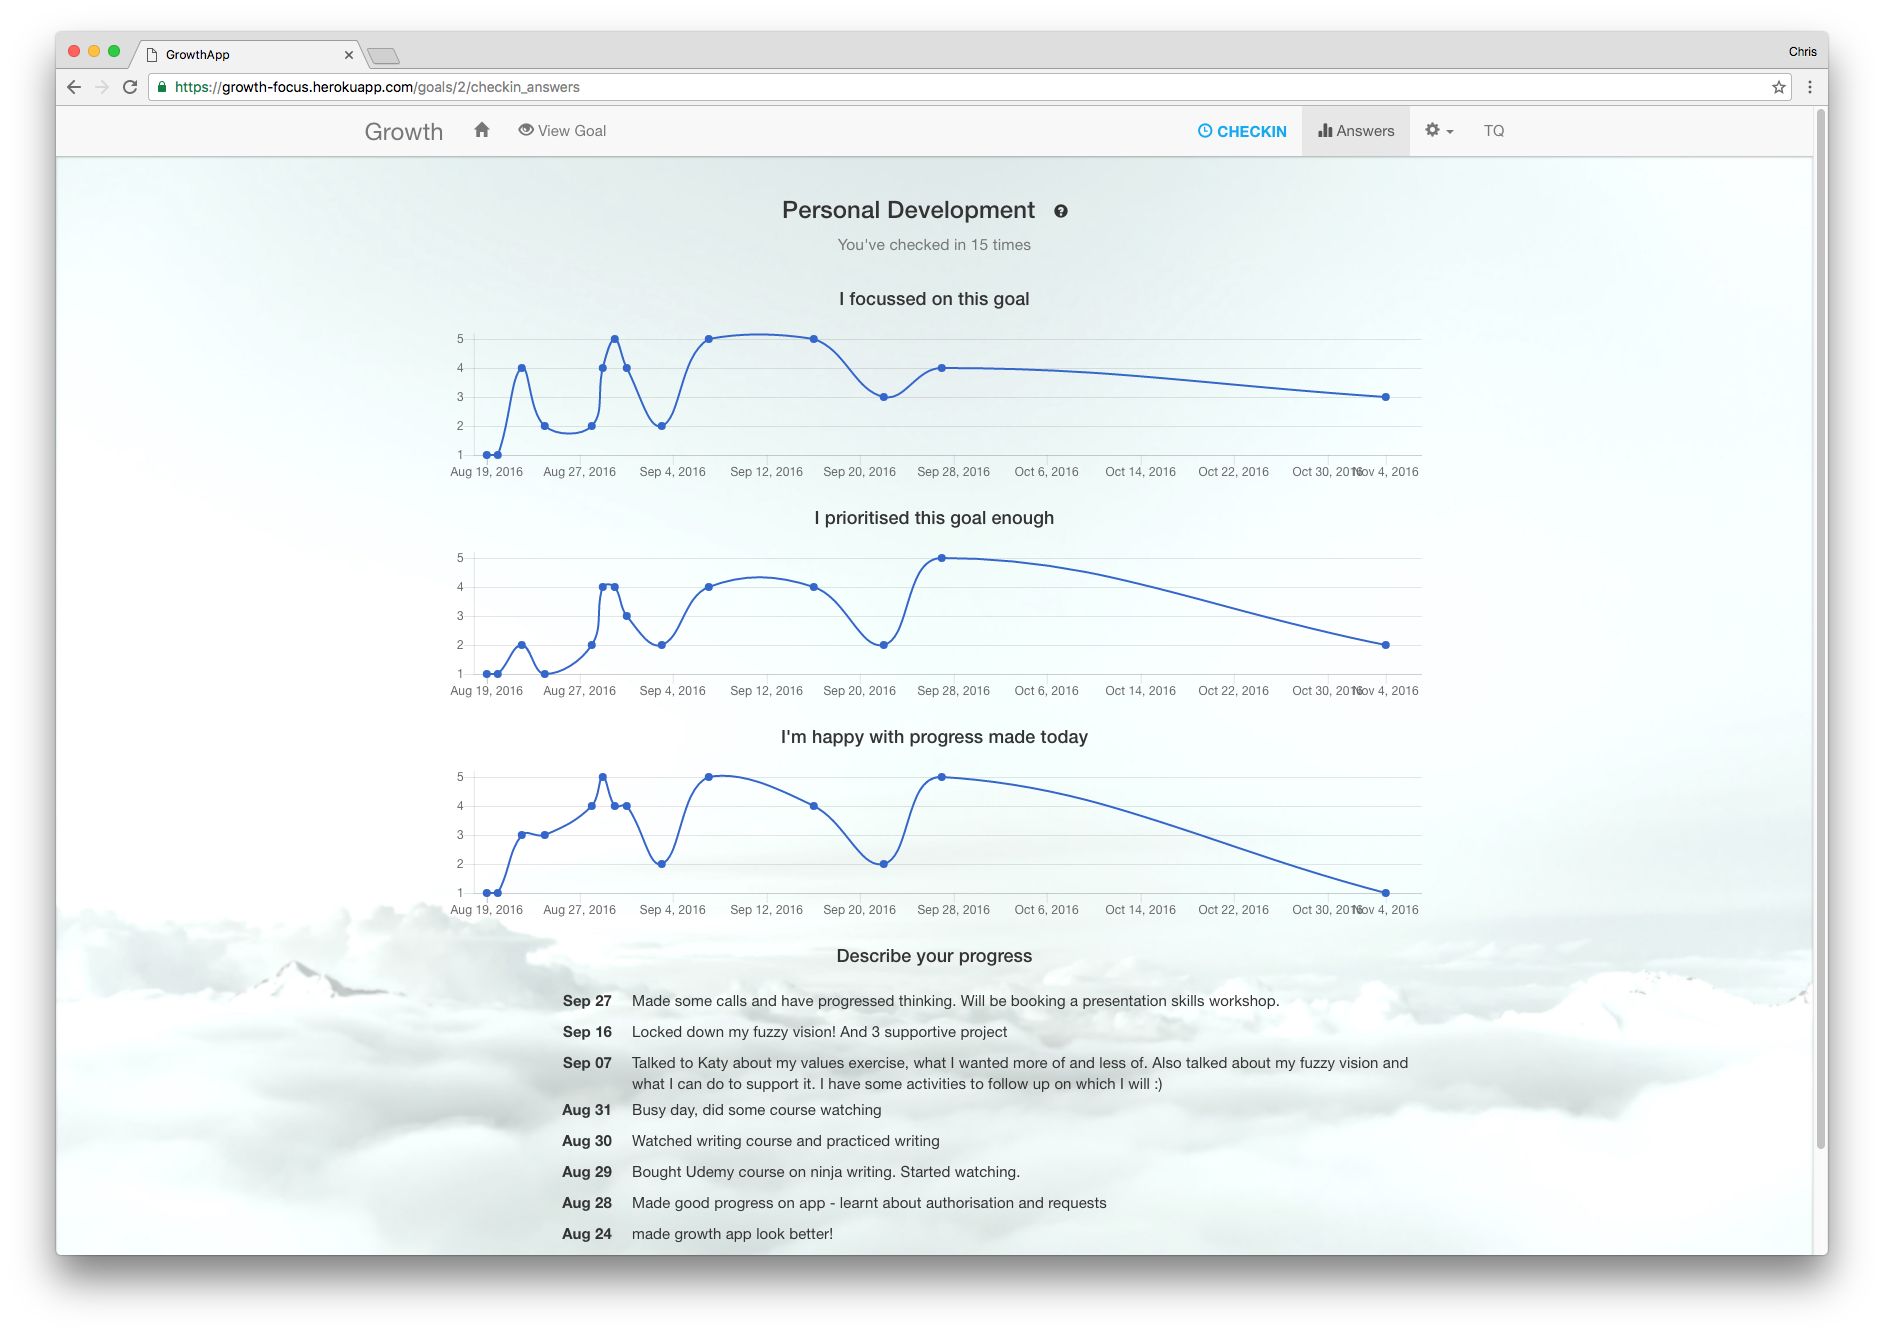 GrowthApp
Chris
https://growth-focus.herokuapp.com/goals/2/checkin_answers
Growth View Goal CHECKIN Answers TQ
Personal Development
You've checked in 15 times
I focussed on this goal
5
4
3
2
1
Aug 19, 2016 Aug 27, 2016 Sep 4, 2016 Sep 12, 2016 Sep 20, 2016 Sep 28, 2016 Oct 6, 2016 Oct 14, 2016 Oct 22, 2016 Oct 30, 2016 Nov 4, 2016
I prioritised this goal enough
5
4
3
2
1
Aug 19, 2016 Aug 27, 2016 Sep 4, 2016 Sep 12, 2016 Sep 20, 2016 Sep 28, 2016 Oct 6, 2016 Oct 14, 2016 Oct 22, 2016 Oct 30, 2016 Nov 4, 2016
I'm happy with progress made today
5
4
3
2
1
Aug 19, 2016 Aug 27, 2016 Sep 4, 2016 Sep 12, 2016 Sep 20, 2016 Sep 28, 2016 Oct 6, 2016 Oct 14, 2016 Oct 22, 2016 Oct 30, 2016 Nov 4, 2016
Describe your progress
Sep 27 Made some calls and have progressed thinking. Will be booking a presentation skills workshop.
Sep 16 Locked down my fuzzy vision! And 3 supportive project
Sep 07 Talked to Katy about my values exercise, what I wanted more of and less of. Also talked about my fuzzy vision and
what I can do to support it. I have some activities to follow up on which I will :)
Aug 31 Busy day, did some course watching
Aug 30 Watched writing course and practiced writing
Aug 29 Bought Udemy course on ninja writing. Started watching.
Aug 28 Made good progress on app - learnt about authorisation and requests
Aug 24 made growth app look better!